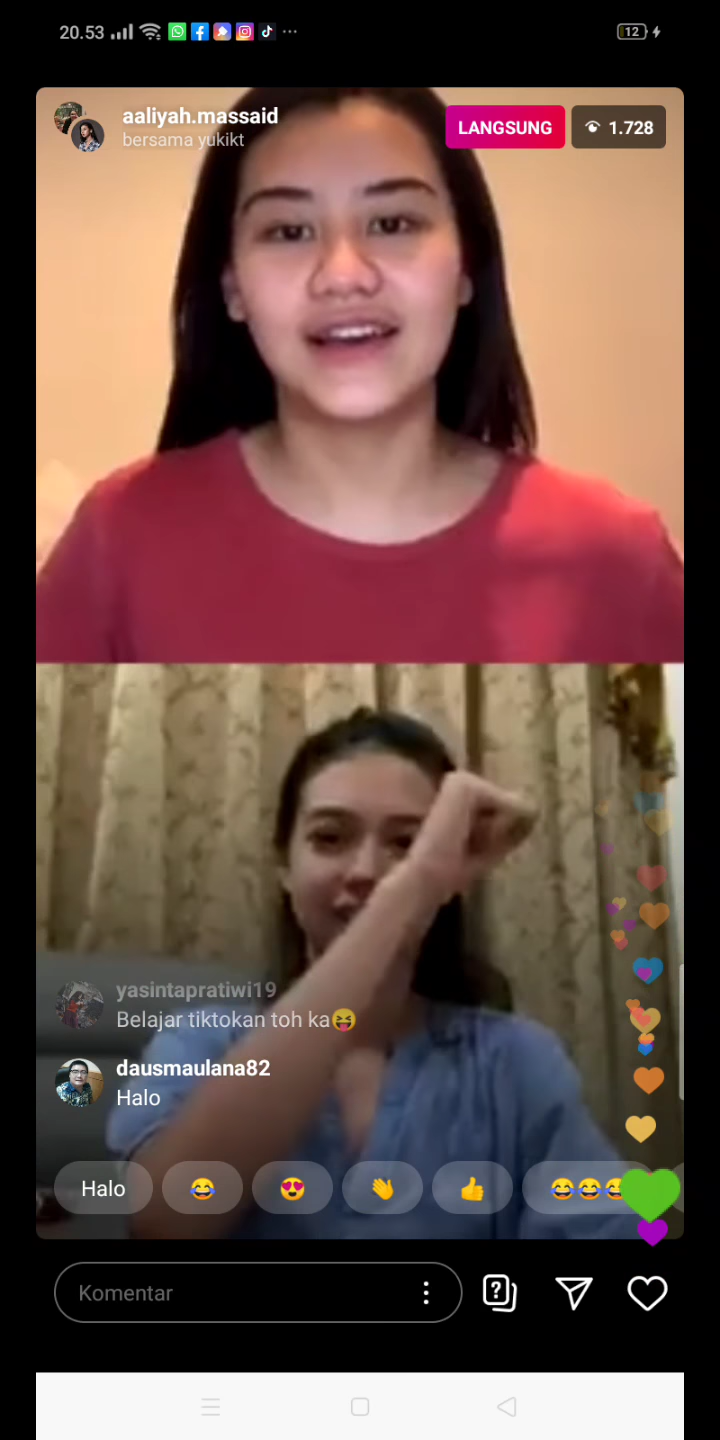 20.53
12
aaliyah.massaid
bersama yukikt
LANGSUNG
1.728
yasintapratiwi19
Belajar tiktokan toh ka😝
dausmaulana82
Halo
Halo 😂 😍 👋 👍 😂😂😂
Komentar